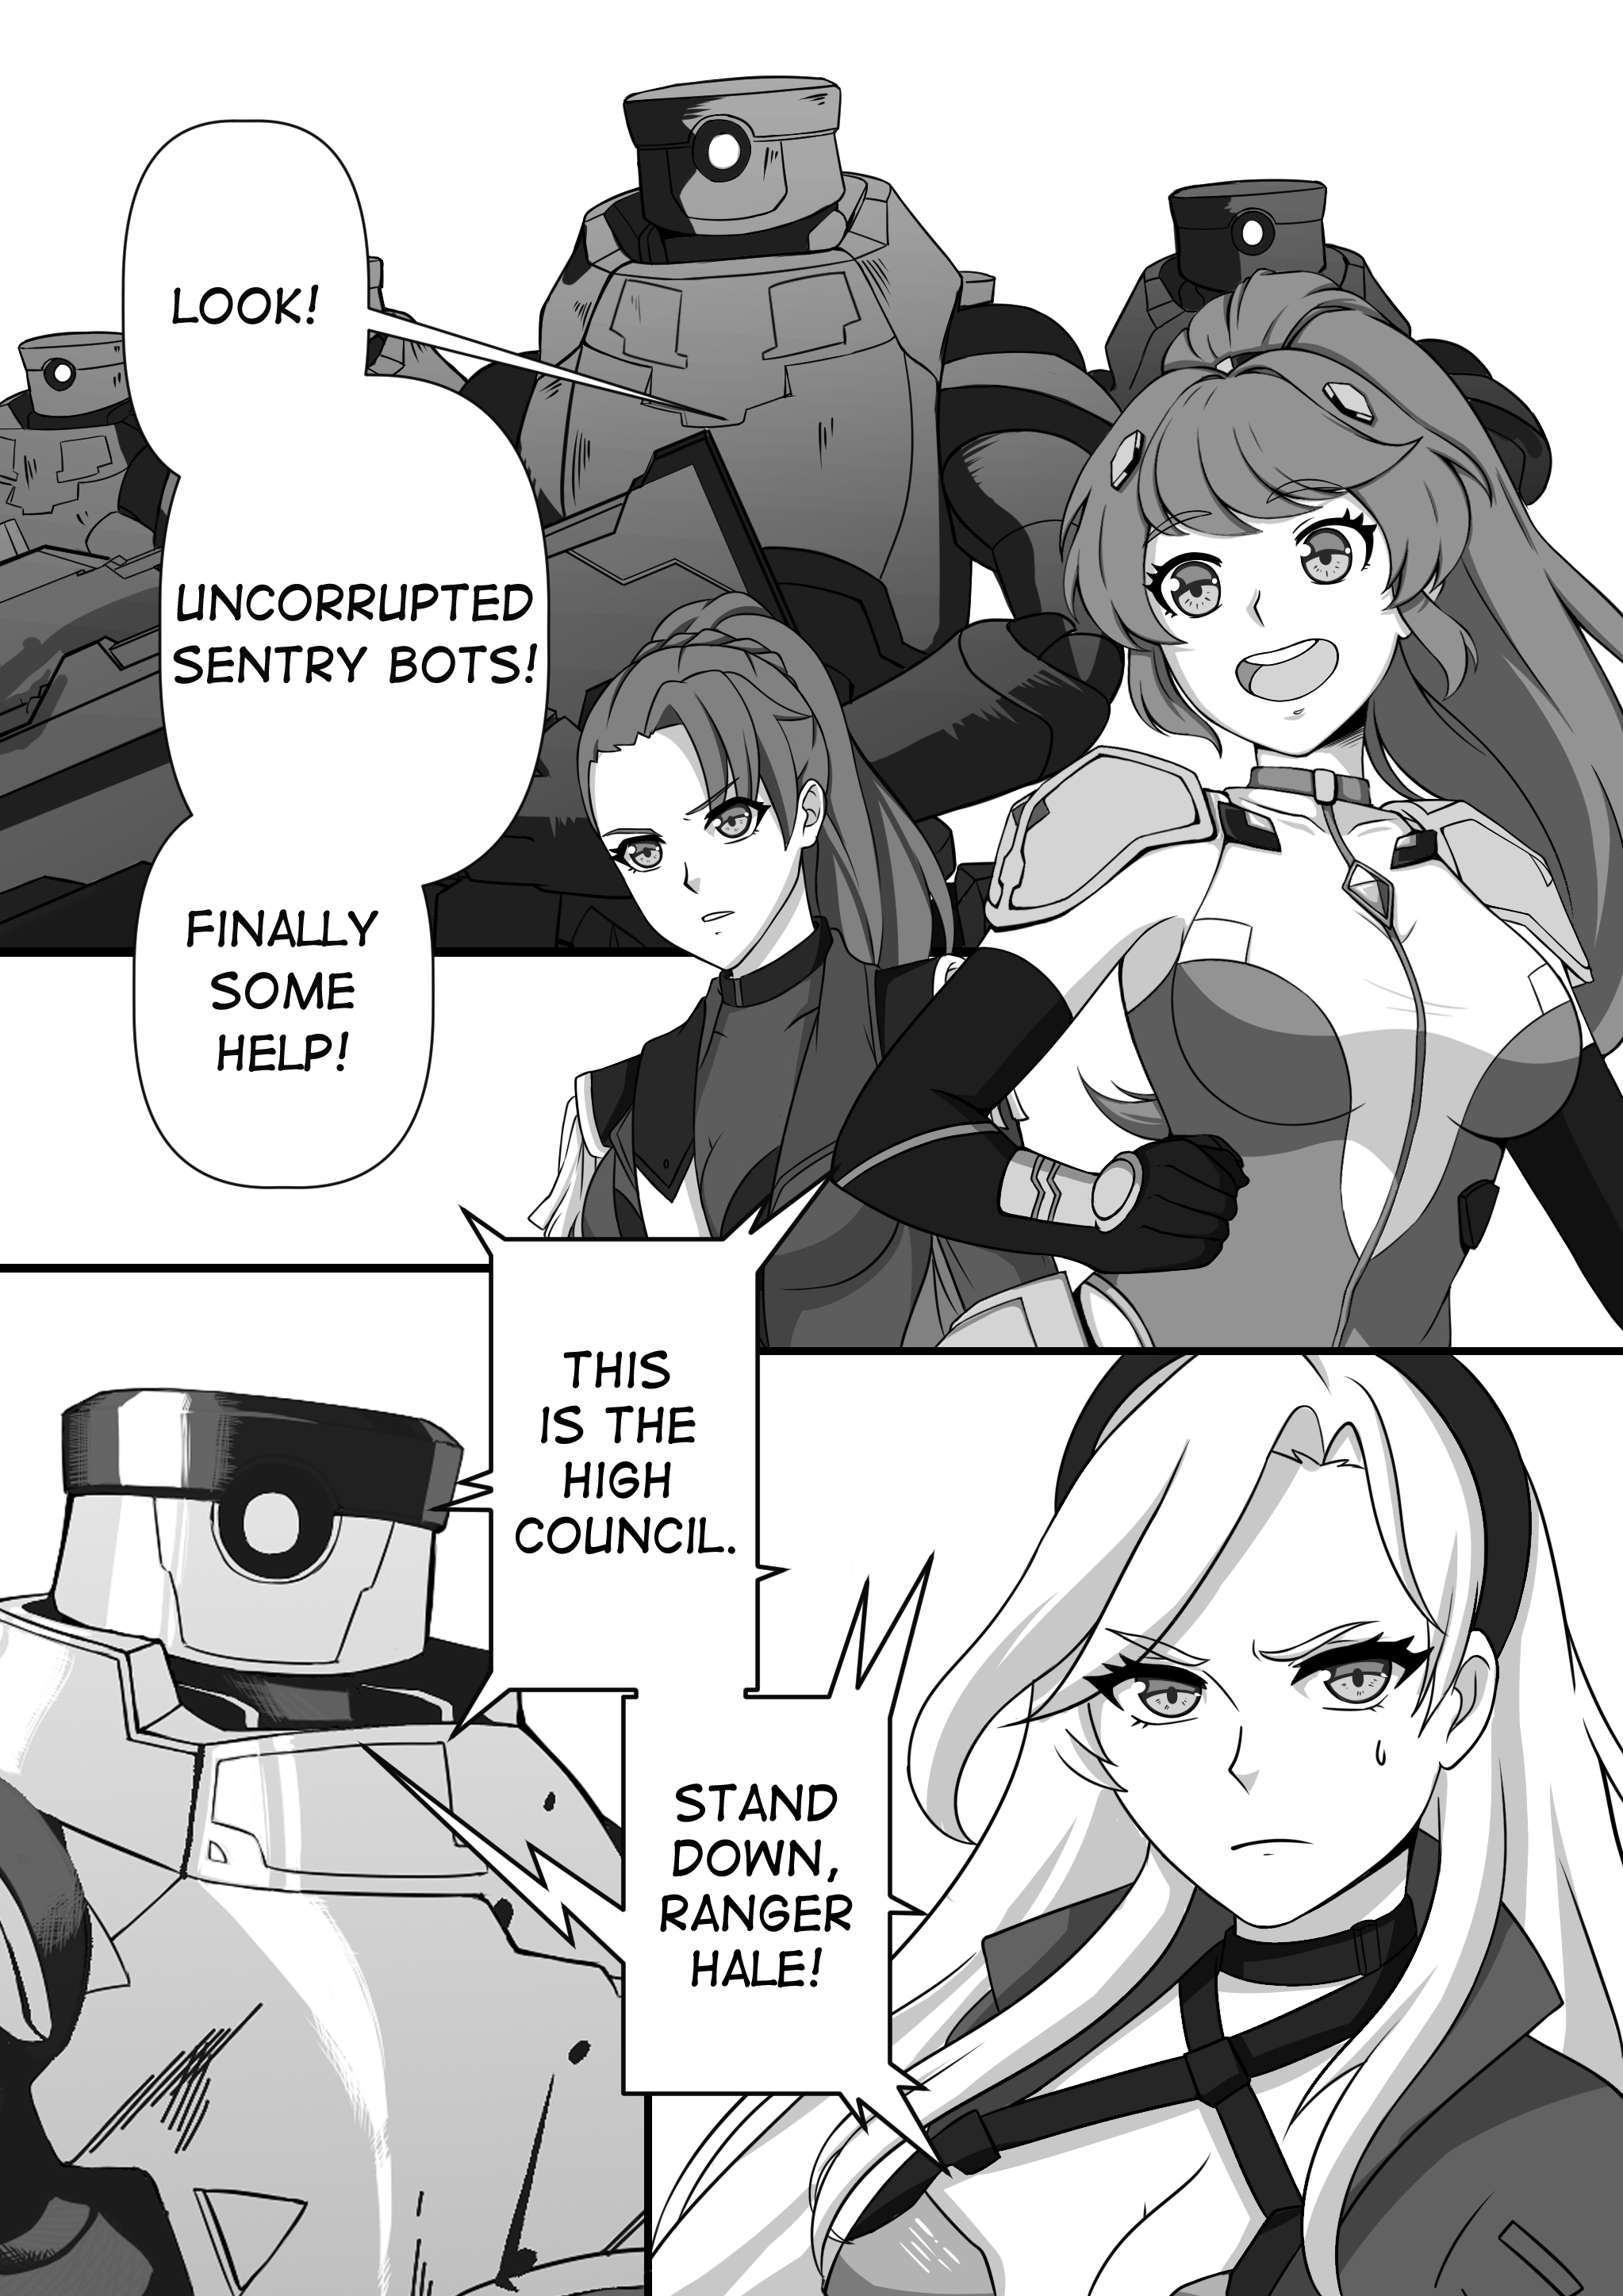 LOOK!
UNCORRUPTED
SENTRY BOTS!
FINALLY
SOME
HELP!
THIS
IS THE
HIGH
COUNCIL.
STAND
DOWN,
RANGER
HALE!